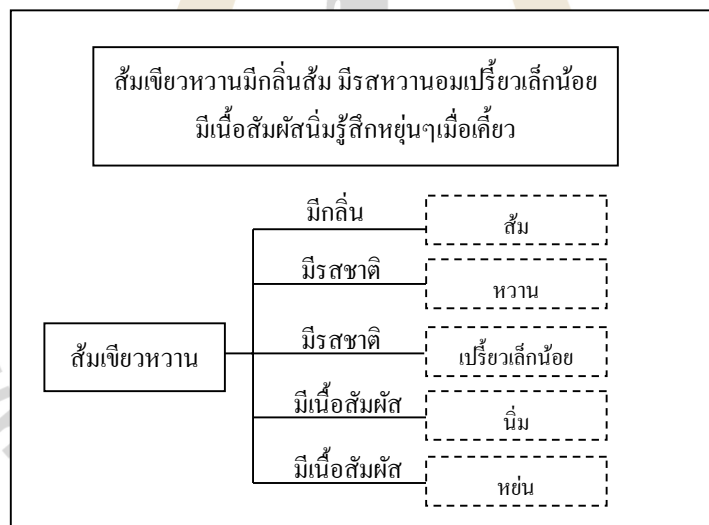 ส้มเขียวหวานมีกลิ่นส้ม มีรสหวานอมเปรี้ยวเล็กน้อย
มีเนื้อสัมผัสนิ่มรู้สึกหยุ่นๆเมื่อเคี้ยว
มีกลิ่น
ส้ม
มีรสชาติ
หวาน
ส้มเขียวหวาน
มีรสชาติ
เปรี้ยวเล็กน้อย
มีเนื้อสัมผัส
นิ่ม
มีเนื้อสัมผัส
หย่น